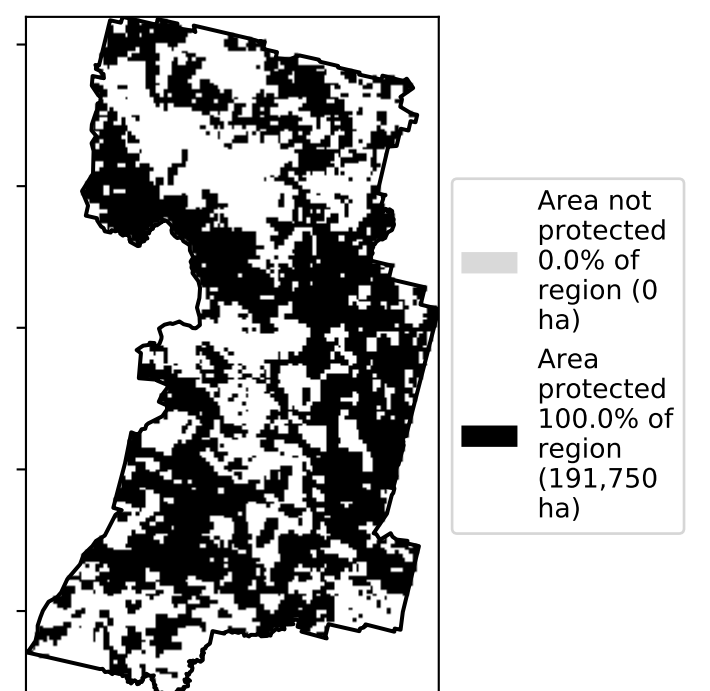 Area not
protected
0.0% of
region (0
ha)
Area
protected
100.0% of
region
(191,750
ha)